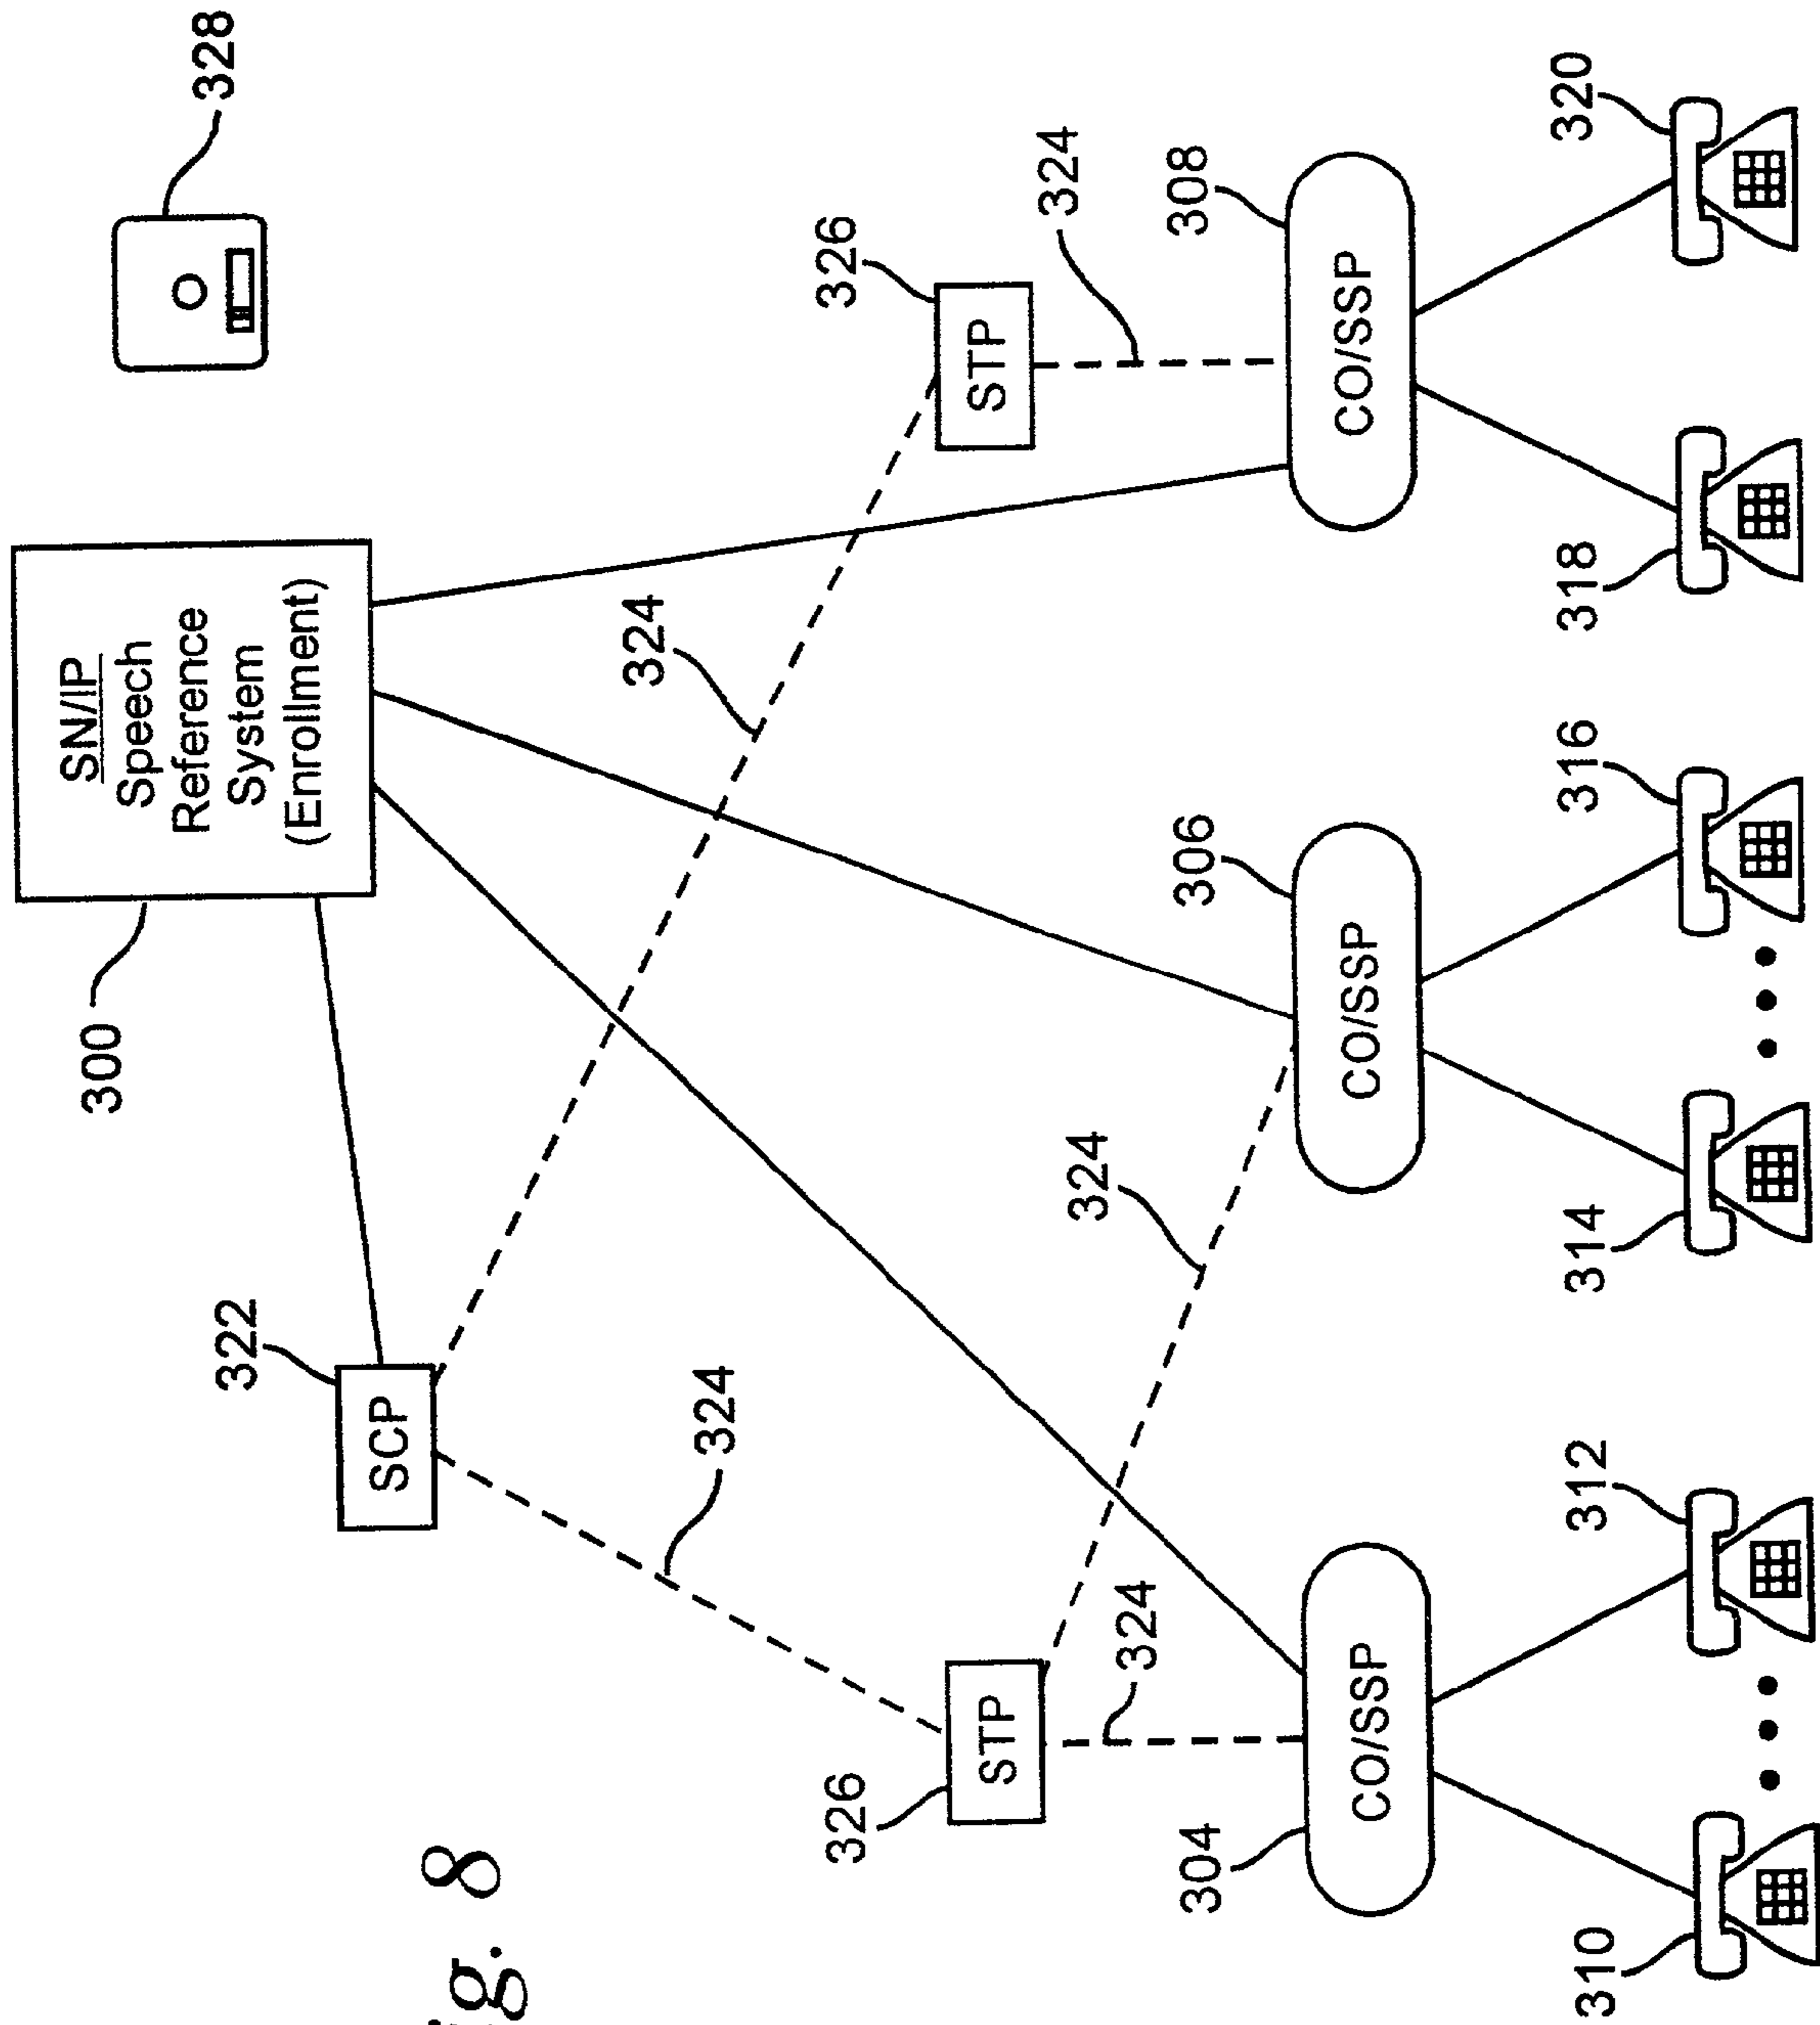 SN/IP
Speech
Reference
System
(Enrollment)
300
328
322
SCP
324
324
326
STP
326
STP
324
324
324
304
CO/SSP
306
CO/SSP
308
CO/SSP
310
312
314
316
318
320
g. 8